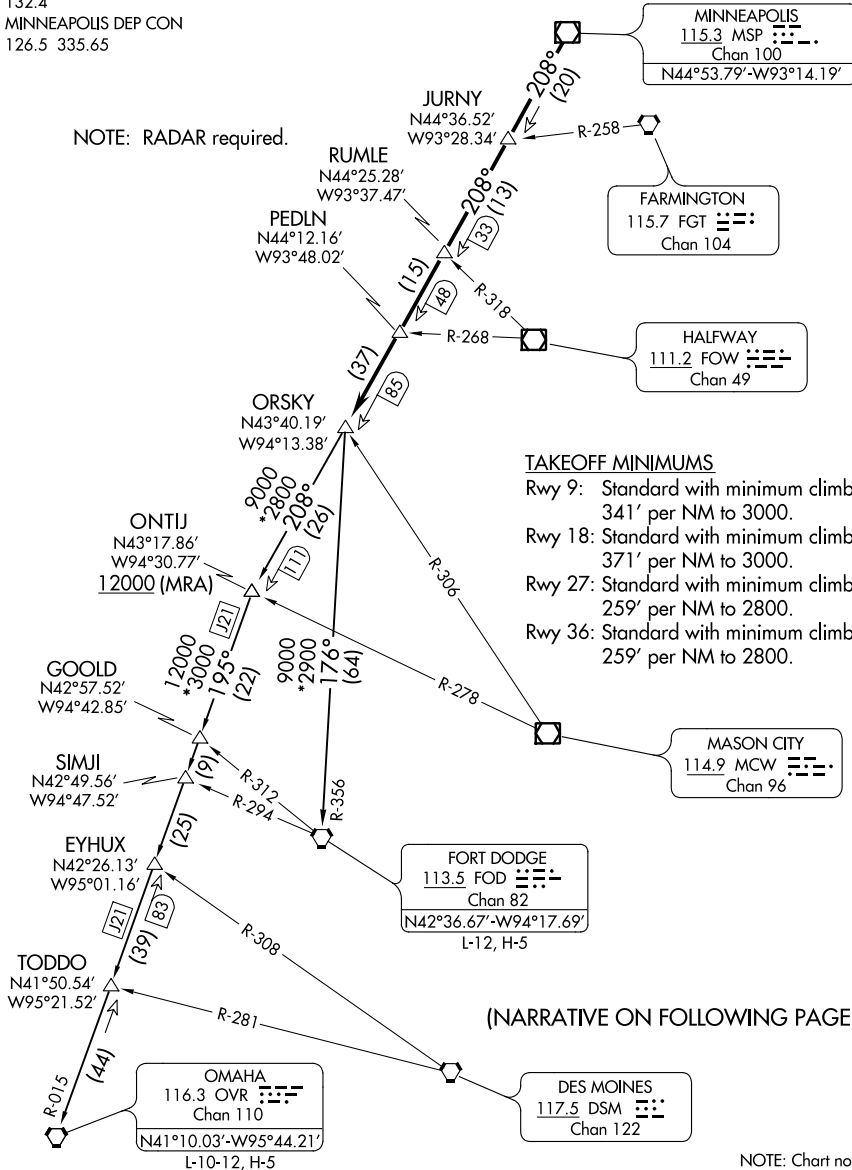 132.4
MINNEAPOLIS DEP CON
126.5 335.65
NOTE: RADAR required.
MINNEAPOLIS
115.3 MSP
Chan 100
N44°53.79'-W93°14.19'
208°
(20)
JURNY
N44°36.52'
W93°28.34'
R-258
FARMINGTON
115.7 FGT
Chan 104
RUMLE
N44°25.28'
W93°37.47'
208°
(13)
33
PEDLN
N44°12.16'
W93°48.02'
(15)
48
R-318
R-268
HALFWAY
111.2 FOW
Chan 49
(37)
85
ORSKY
N43°40.19'
W94°13.38'
TAKEOFF MINIMUMS
Rwy 9: Standard with minimum climb
341' per NM to 3000.
Rwy 18: Standard with minimum climb
371' per NM to 3000.
Rwy 27: Standard with minimum climb
259' per NM to 2800.
Rwy 36: Standard with minimum climb
259' per NM to 2800.
9000
*2800
208°
(26)
ONTIJ
N43°17.86'
W94°30.77'
12000 (MRA)
111
R-306
J21
12000
*3000
195°
(22)
9000
*2900
176°
(64)
R-278
GOOLD
N42°57.52'
W94°42.85'
MASON CITY
114.9 MCW
Chan 96
SIMJI
N42°49.56'
W94°47.52'
(9)
R-312
R-294
R-356
(25)
EYHUX
N42°26.13'
W95°01.16'
FORT DODGE
113.5 FOD
Chan 82
N42°36.67'-W94°17.69'
L-12, H-5
J21
(39)
83
R-308
TODDO
N41°50.54'
W95°21.52'
R-281
(NARRATIVE ON FOLLOWING PAGE
(44)
R-015
OMAHA
116.3 OVR
Chan 110
N41°10.03'-W95°44.21'
L-10-12, H-5
DES MOINES
117.5 DSM
Chan 122
NOTE: Chart no